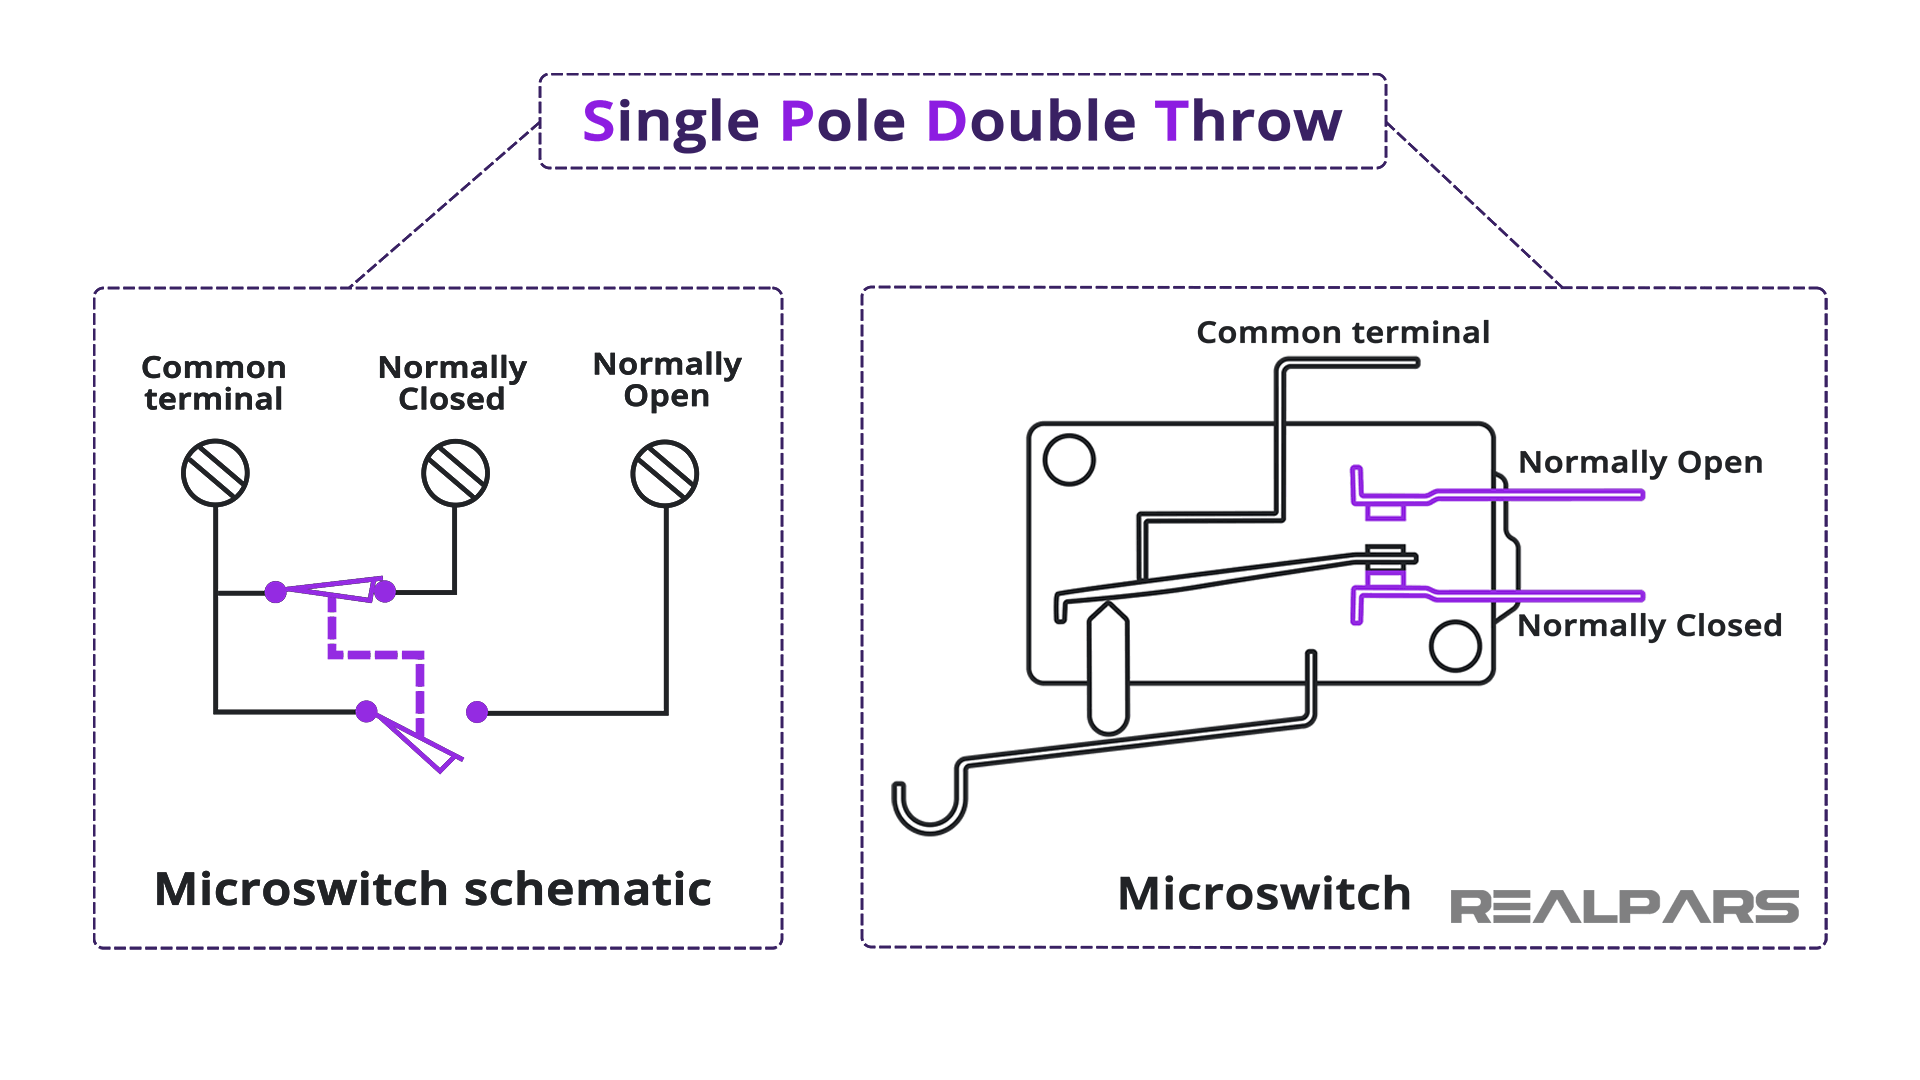 Single Pole Double Throw
Common
terminal
Normally
Closed
Normally
Open
Microswitch schematic
Common terminal
Normally Open
Normally Closed
Microswitch
REALPARS